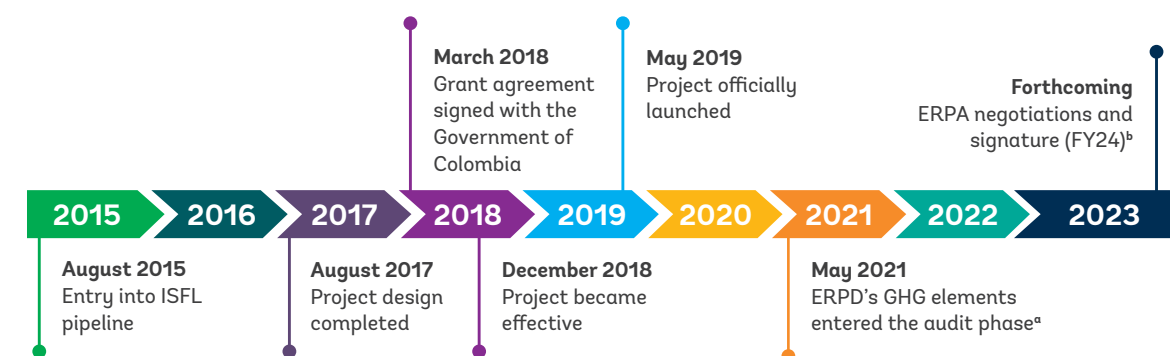 March 2018
Grant agreement
signed with the
Government of
Colombia
May 2019
Project officially
launched
Forthcoming
ERPA negotiations and
signature (FY24)ᵇ
2015 2016 2017 2018 2019 2020 2021 2022 2023
August 2015
Entry into ISFL
pipeline
August 2017
Project design
completed
December 2018
Project became
effective
May 2021
ERPD's GHG elements
entered the audit phaseᵃ